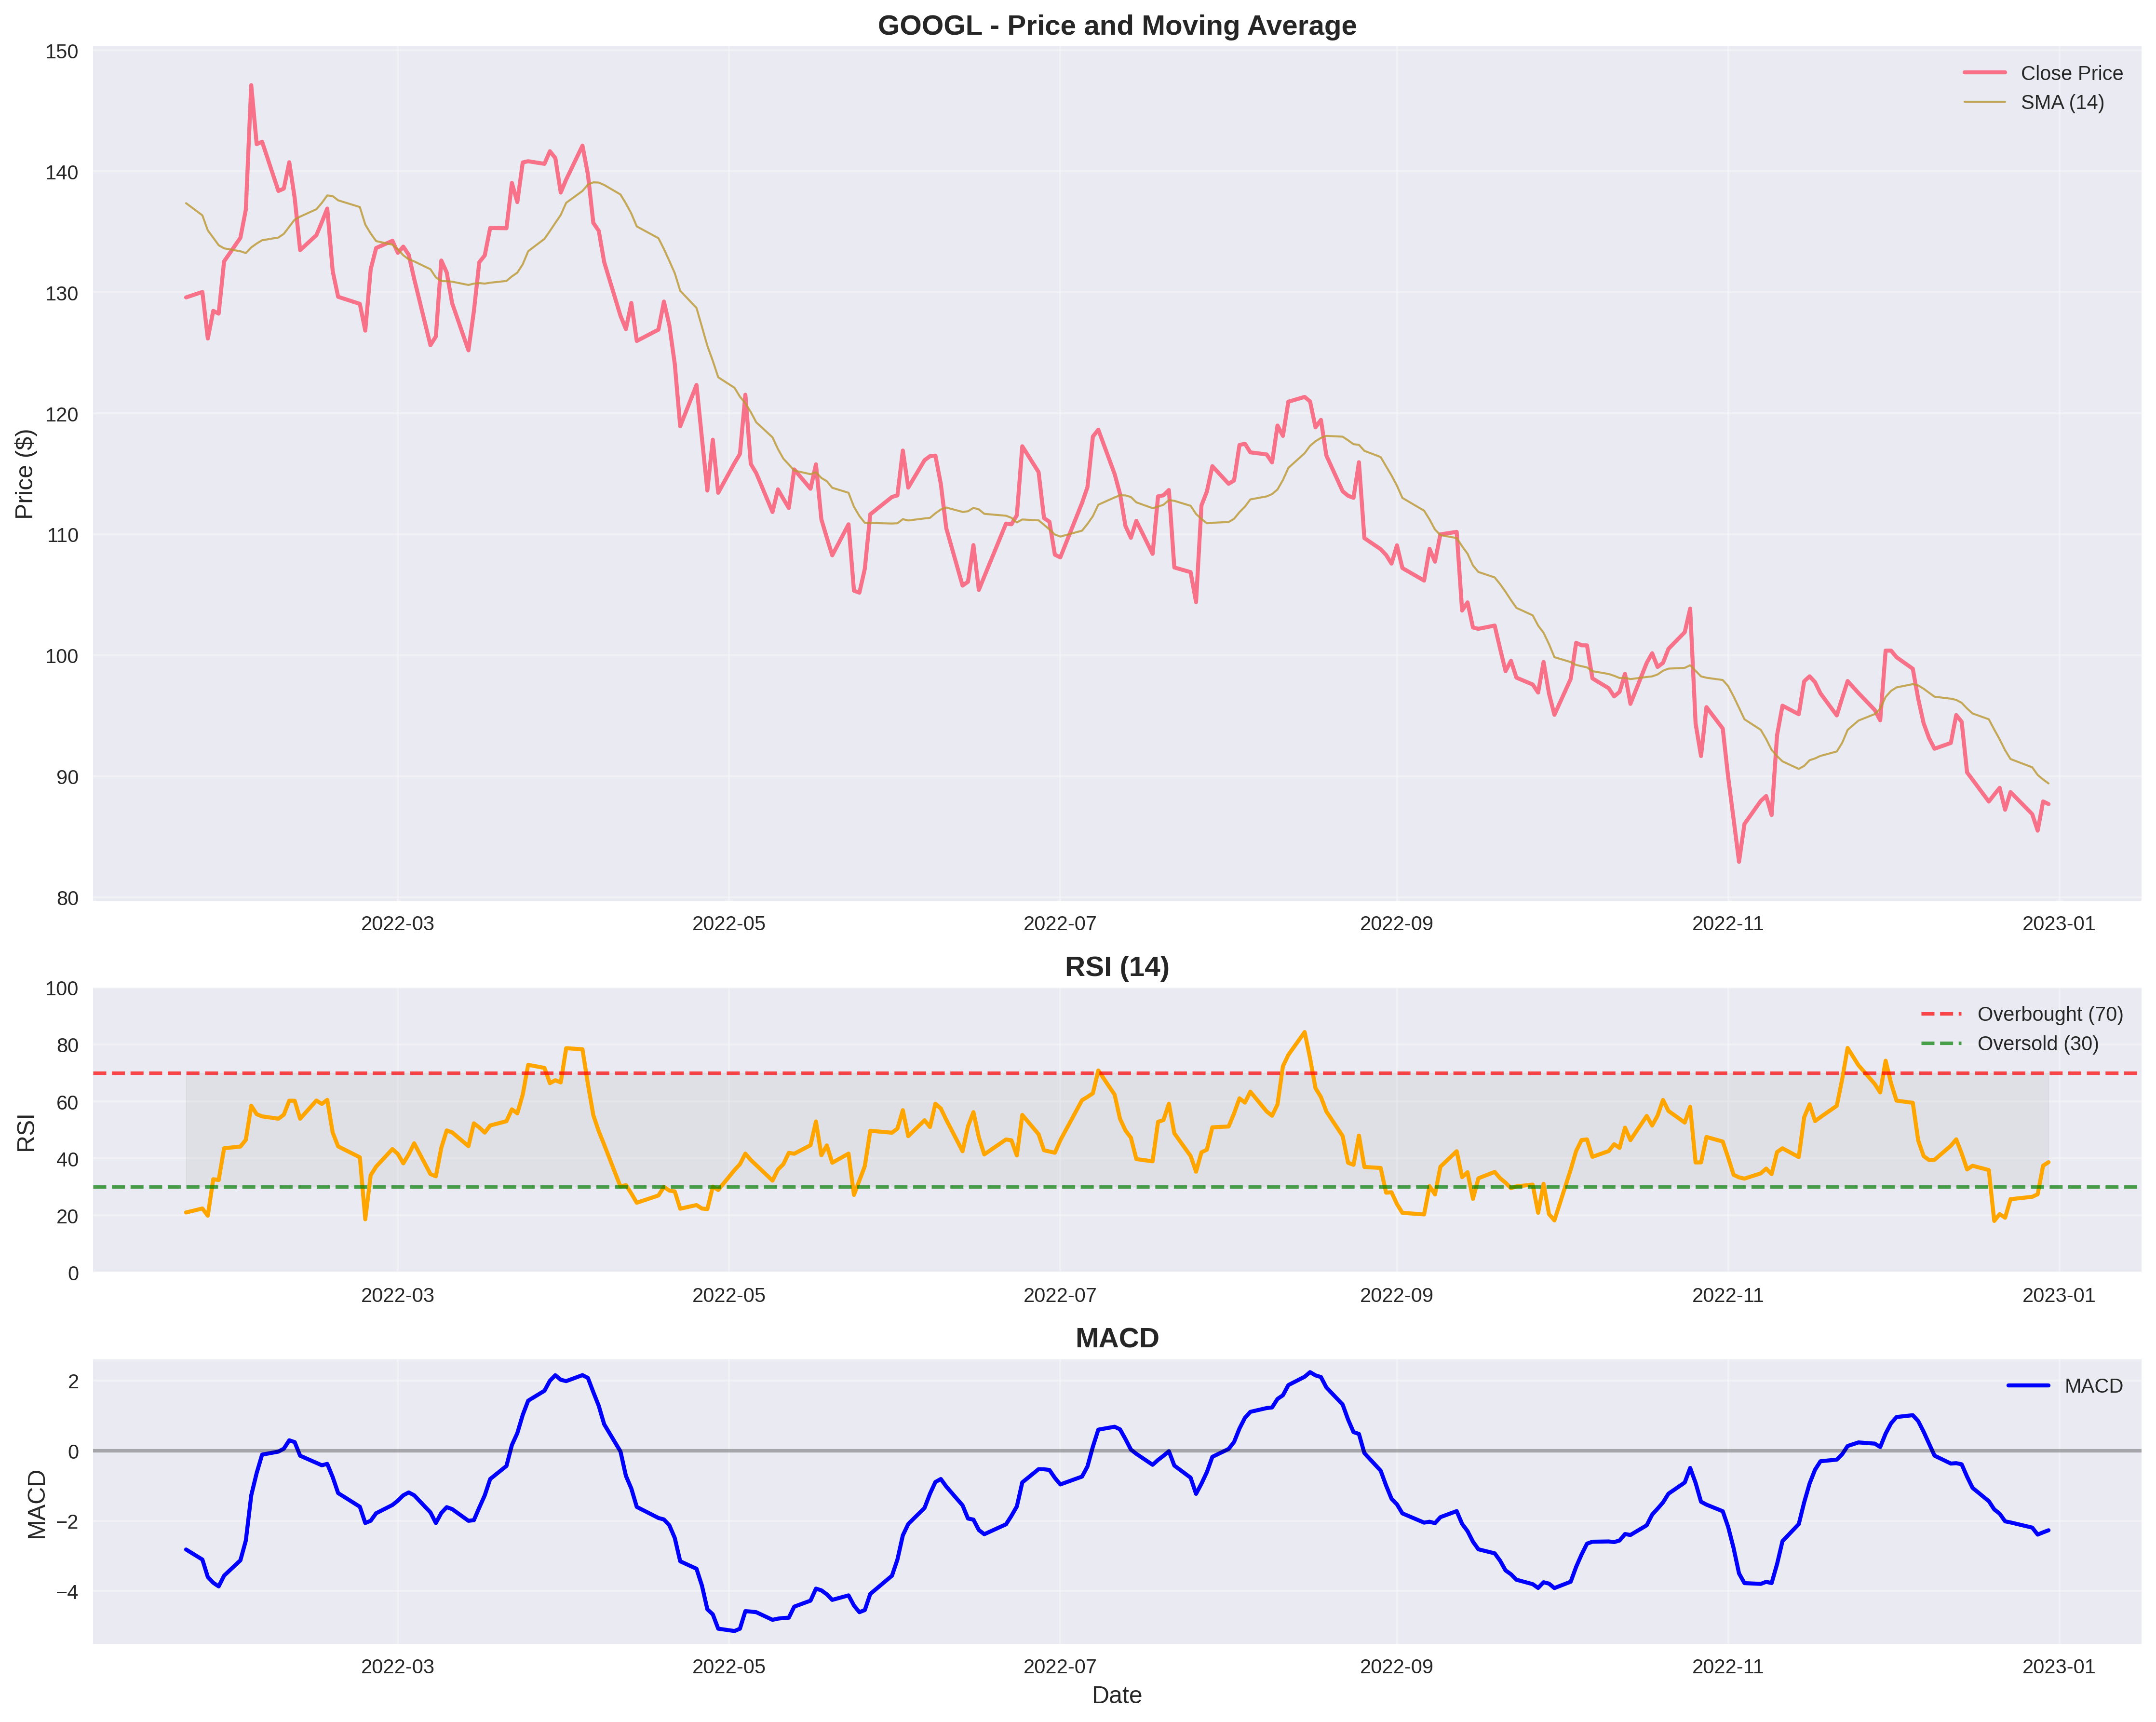 GOOGL - Price and Moving Average
Price ($)
150
140
130
120
110
100
90
80
Close Price
SMA (14)
2022-03 2022-05 2022-07 2022-09 2022-11 2023-01
RSI (14)
RSI
100
80
60
40
20
0
Overbought (70)
Oversold (30)
2022-03 2022-05 2022-07 2022-09 2022-11 2023-01
MACD
MACD
2
0
−2
−4
MACD
2022-03 2022-05 2022-07 2022-09 2022-11 2023-01
Date